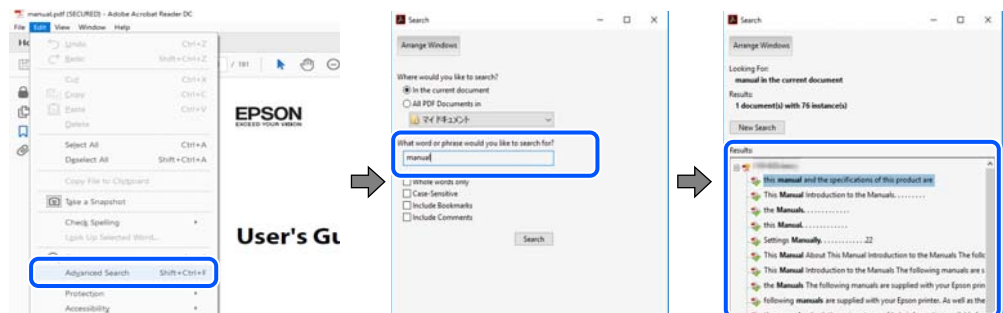 manual.pdf (SECURED) - Adobe Acrobat Reader DC
File Edit View Window Help
Undo Ctrl+Z
Redo Shift+Ctrl+Z
Cut Ctrl+X
Copy Ctrl+C
Paste Ctrl+V
Delete
Select All Ctrl+A
Deselect All Shift+Ctrl+A
Copy File to Clipboard
Take a Snapshot
Check Spelling
Look Up Selected Word...
Advanced Search Shift+Ctrl+F
Protection
Accessibility
/ 181
EPSON
EXCEED YOUR VISION
User's Gu
Search
Arrange Windows
Where would you like to search?
In the current document
All PDF Documents in
マイ ドキュメント
What word or phrase would you like to search for?
manual
Whole words only
Case-Sensitive
Include Bookmarks
Include Comments
Search
Search
Arrange Windows
Looking For:
manual in the current document
Results:
1 document(s) with 76 instance(s)
New Search
Results:
this manual and the specifications of this product are
This Manual Introduction to the Manuals. . . . . . . . .
the Manuals. . . . . . . . . . . . .
this Manual. . . . . . . . . . . . .
Settings Manually. . . . . . . . . . . . .22
This Manual About This Manual Introduction to the Manuals The follo
This Manual Introduction to the Manuals The following manuals are s
the Manuals The following manuals are supplied with your Epson prin
following manuals are supplied with your Epson printer. As well as the